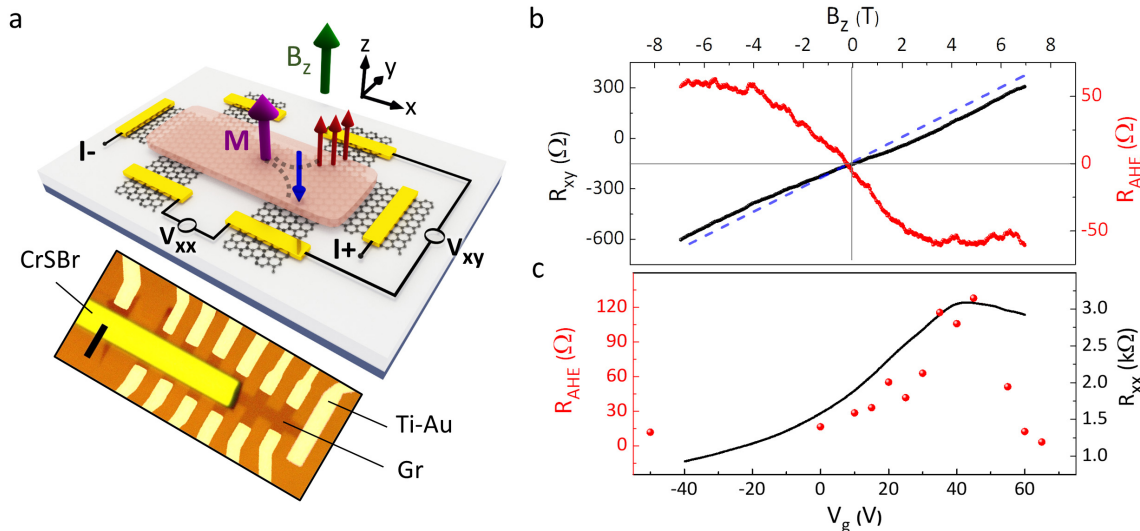 a
B_z
z
y
x
M
I-
V_xx
I+
V_xy
CrSBr
Ti-Au
Gr
b
B_z (T)
-8 -6 -4 -2 0 2 4 6 8
300
0
-300
-600
R_xy (Ω)
50
0
-50
R_AHE (Ω)
c
120
90
60
30
0
R_AHE (Ω)
3.0
2.5
2.0
1.5
1.0
R_xx (kΩ)
-40 -20 0 20 40 60
V_g (V)